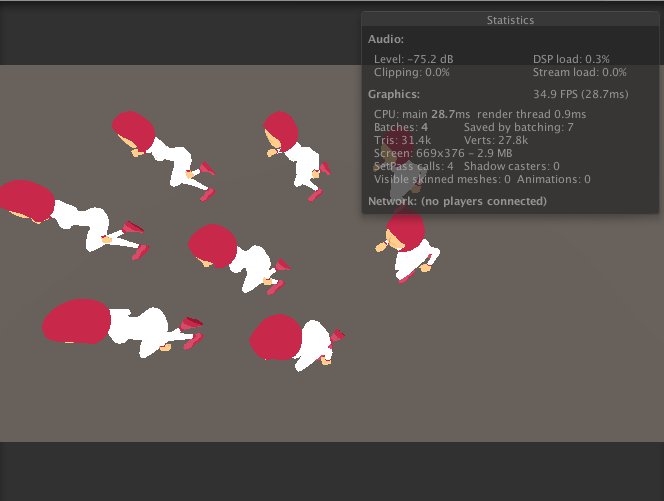 Statistics
Audio:
Level: -75.2 dB DSP load: 0.3%
Clipping: 0.0% Stream load: 0.0%
Graphics: 34.9 FPS (28.7ms)
CPU: main 28.7ms render thread 0.9ms
Batches: 4 Saved by batching: 7
Tris: 31.4k Verts: 27.8k
Screen: 669x376 - 2.9 MB
SetPass calls: 4 Shadow casters: 0
Visible skinned meshes: 0 Animations: 0
Network: (no players connected)